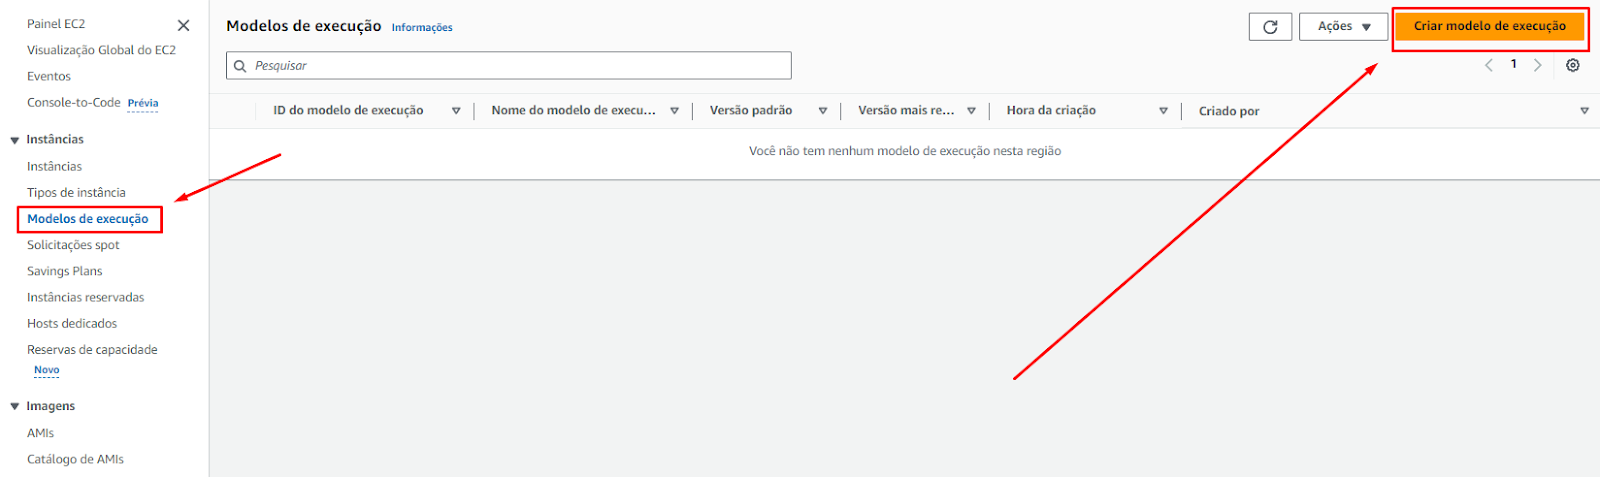 Painel EC2
Visualização Global do EC2
Eventos
Console-to-Code Prévia
Instâncias
Instâncias
Tipos de instância
Modelos de execução
Solicitações spot
Savings Plans
Instâncias reservadas
Hosts dedicados
Reservas de capacidade
Novo
Imagens
AMIs
Catálogo de AMIs
Modelos de execução Informações
Ações
Criar modelo de execução
Pesquisar
1
ID do modelo de execução Nome do modelo de execu... Versão padrão Versão mais re... Hora da criação Criado por
Você não tem nenhum modelo de execução nesta região